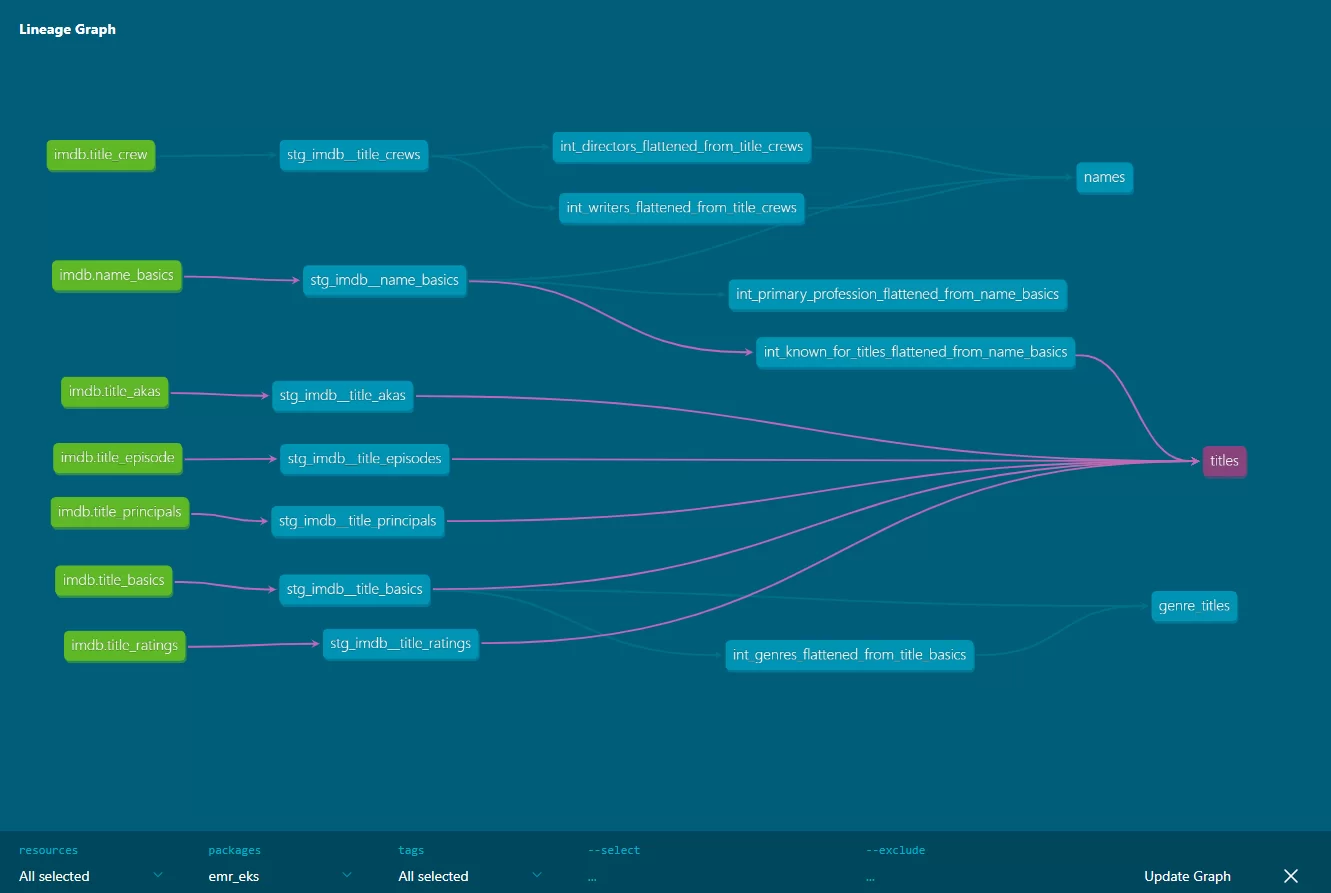 Lineage Graph
imdb.title_crew
stg_imdb__title_crews
int_directors_flattened_from_title_crews
names
int_writers_flattened_from_title_crews
imdb.name_basics
stg_imdb__name_basics
int_primary_profession_flattened_from_name_basics
int_known_for_titles_flattened_from_name_basics
imdb.title_akas
stg_imdb__title_akas
imdb.title_episode
stg_imdb__title_episodes
titles
imdb.title_principals
stg_imdb__title_principals
imdb.title_basics
stg_imdb__title_basics
genre_titles
imdb.title_ratings
stg_imdb__title_ratings
int_genres_flattened_from_title_basics
resources packages tags --select --exclude
All selected emr_eks All selected ... ... Update Graph